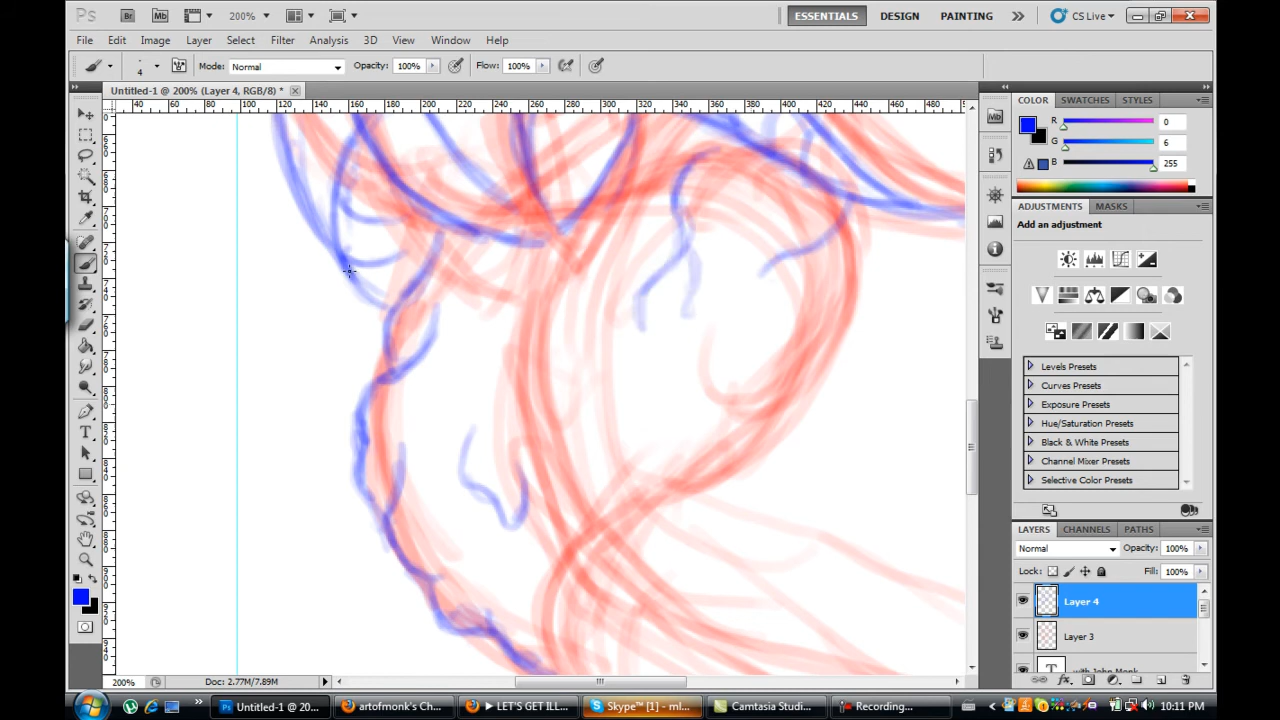 Ps Br Mb 200% ESSENTIALS DESIGN PAINTING CS Live
File Edit Image Layer Select Filter Analysis 3D View Window Help
4 Mode: Normal Opacity: 100% Flow: 100%
Untitled-1 @ 200% (Layer 4, RGB/8) *
40 60 80 100 120 140 160 180 200 220 240 260 280 300 320 340 360 380 400 420 440 460 480
COLOR SWATCHES STYLES
R 0
G 6
B 255
ADJUSTMENTS MASKS
Add an adjustment
Levels Presets
Curves Presets
Exposure Presets
Hue/Saturation Presets
Black & White Presets
Channel Mixer Presets
Selective Color Presets
LAYERS CHANNELS PATHS
Normal Opacity: 100%
Lock: Fill: 100%
Layer 4
Layer 3
T with John Monk
200% Doc: 2.77M/7.89M
Untitled-1 @ 20... artofmonk's Ch... LET'S GET ILL... Skype™ [1] - ml... Camtasia Studi... Recording... 10:11 PM